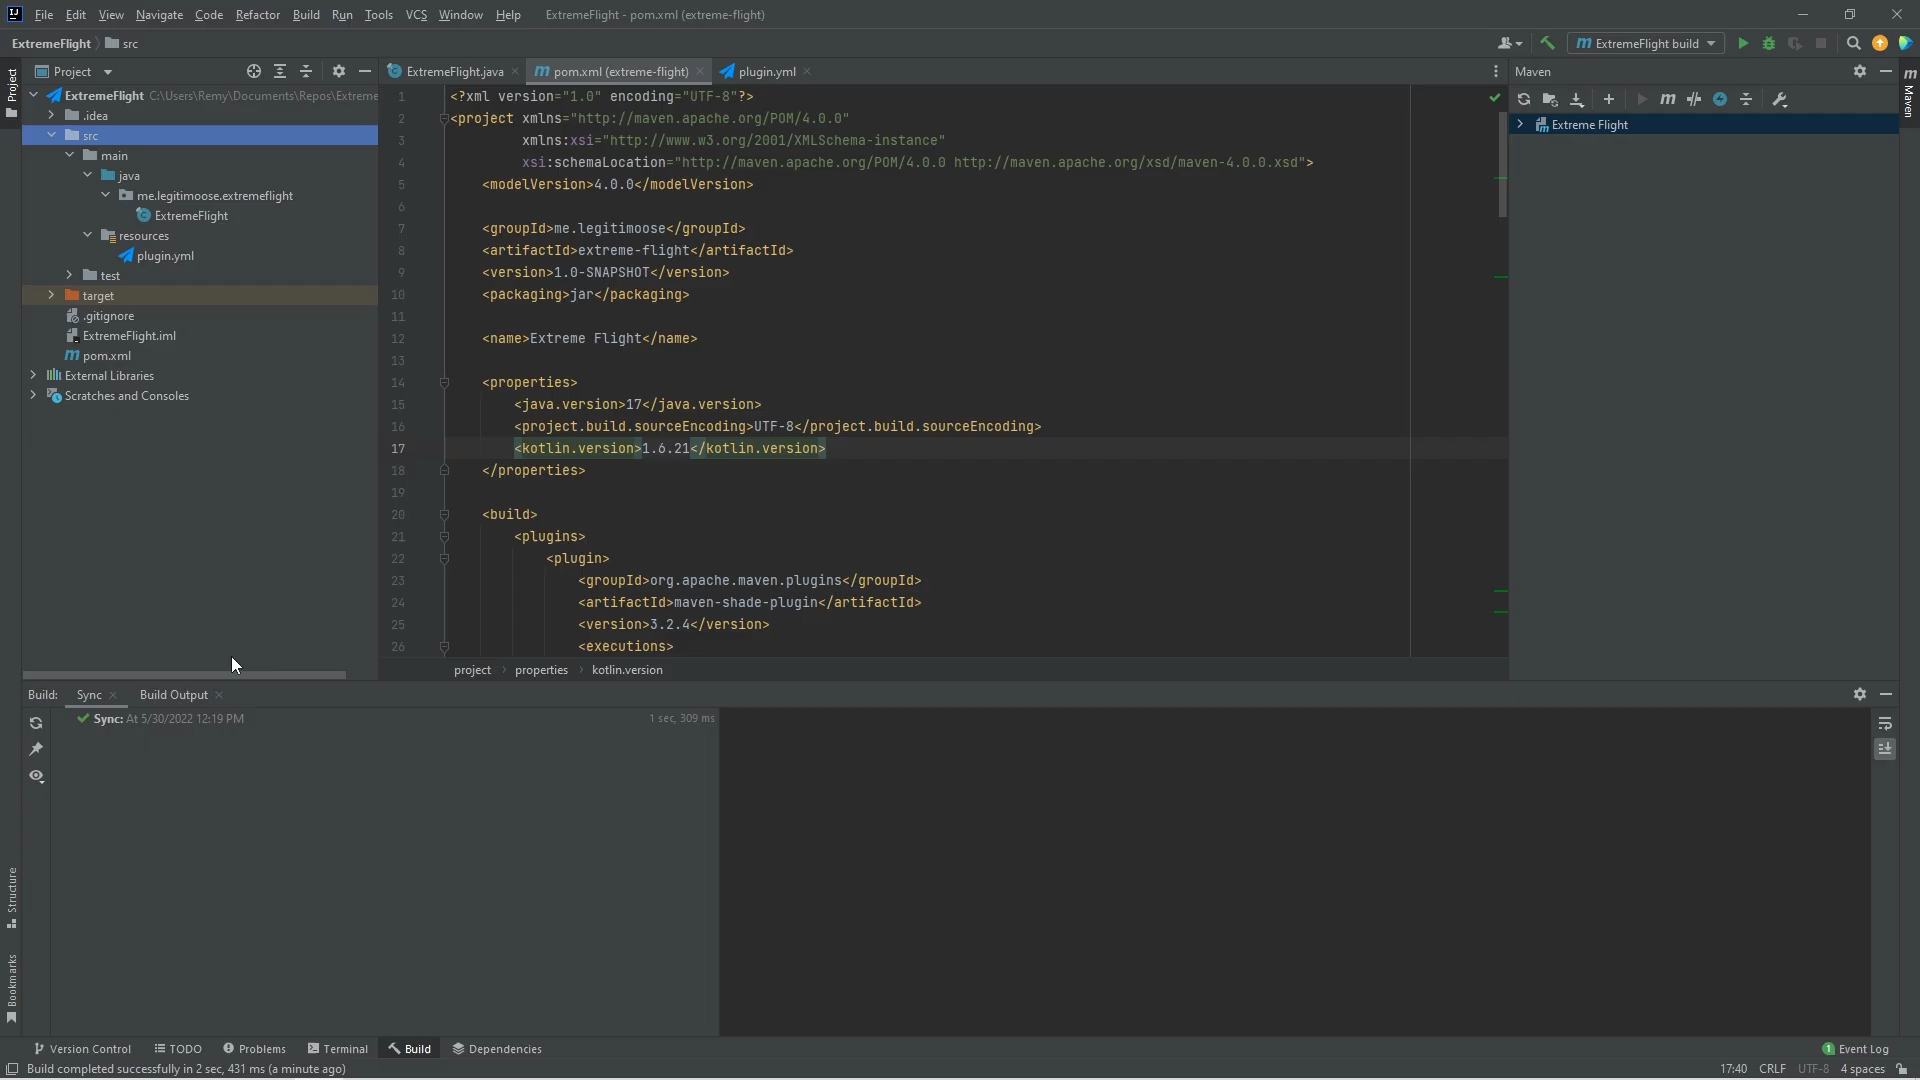 File Edit View Navigate Code Refactor Build Run Tools VCS Window Help ExtremeFlight - pom.xml (extreme-flight)
ExtremeFlight src ExtremeFlight build
Project
ExtremeFlight.java pom.xml (extreme-flight) plugin.yml
Maven
Project
Maven
ExtremeFlight C:\Users\Remy\Documents\Repos\Extreme
.idea
src
main
java
me.legitimoose.extremeflight
ExtremeFlight
resources
plugin.yml
test
target
.gitignore
ExtremeFlight.iml
pom.xml
External Libraries
Scratches and Consoles
1 <?xml version="1.0" encoding="UTF-8"?>
2 <project xmlns="http://maven.apache.org/POM/4.0.0"
3 xmlns:xsi="http://www.w3.org/2001/XMLSchema-instance"
4 xsi:schemaLocation="http://maven.apache.org/POM/4.0.0 http://maven.apache.org/xsd/maven-4.0.0.xsd">
5 <modelVersion>4.0.0</modelVersion>
6
7 <groupId>me.legitimoose</groupId>
8 <artifactId>extreme-flight</artifactId>
9 <version>1.0-SNAPSHOT</version>
10 <packaging>jar</packaging>
11
12 <name>Extreme Flight</name>
13
14 <properties>
15 <java.version>17</java.version>
16 <project.build.sourceEncoding>UTF-8</project.build.sourceEncoding>
17 <kotlin.version>1.6.21</kotlin.version>
18 </properties>
19
20 <build>
21 <plugins>
22 <plugin>
23 <groupId>org.apache.maven.plugins</groupId>
24 <artifactId>maven-shade-plugin</artifactId>
25 <version>3.2.4</version>
26 <executions>
project properties kotlin.version
Extreme Flight
Build: Sync Build Output
Sync: At 5/30/2022 12:19 PM 1 sec, 309 ms
Structure
Bookmarks
Version Control TODO Problems Terminal Build Dependencies 1 Event Log
Build completed successfully in 2 sec, 431 ms (a minute ago) 17:40 CRLF UTF-8 4 spaces